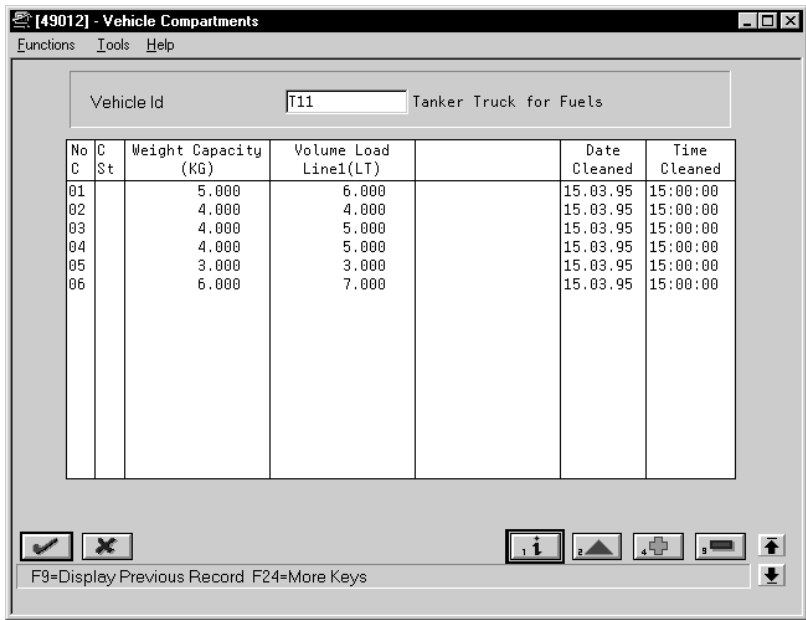 [49012] - Vehicle Compartments
Functions Tools Help
Vehicle Id T11 Tanker Truck for Fuels
No C Weight Capacity Volume Load Date Time
C St (KG) Line1(LT) Cleaned Cleaned
01 5.000 6.000 15.03.95 15:00:00
02 4.000 4.000 15.03.95 15:00:00
03 4.000 5.000 15.03.95 15:00:00
04 4.000 5.000 15.03.95 15:00:00
05 3.000 3.000 15.03.95 15:00:00
06 6.000 7.000 15.03.95 15:00:00
1 i 2 4 9
F9=Display Previous Record F24=More Keys